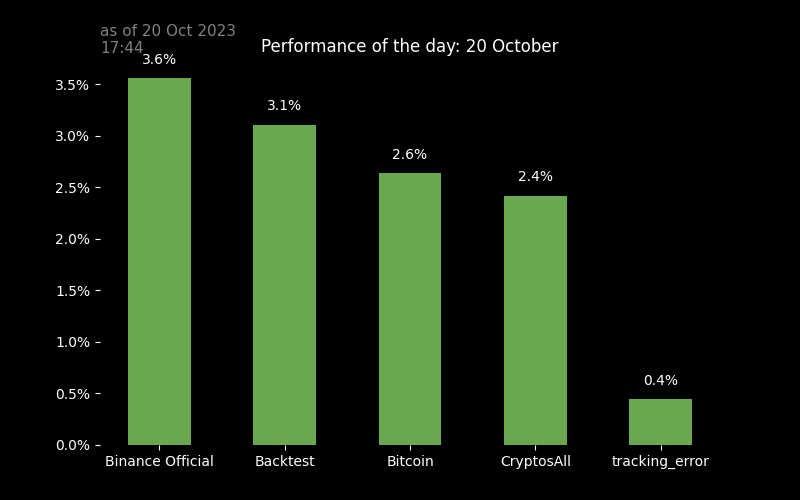 as of 20 Oct 2023
17:44
Performance of the day: 20 October
3.6%
3.1%
2.6%
2.4%
0.4%
3.5%
3.0%
2.5%
2.0%
1.5%
1.0%
0.5%
0.0%
Binance Official
Backtest
Bitcoin
CryptosAll
tracking_error